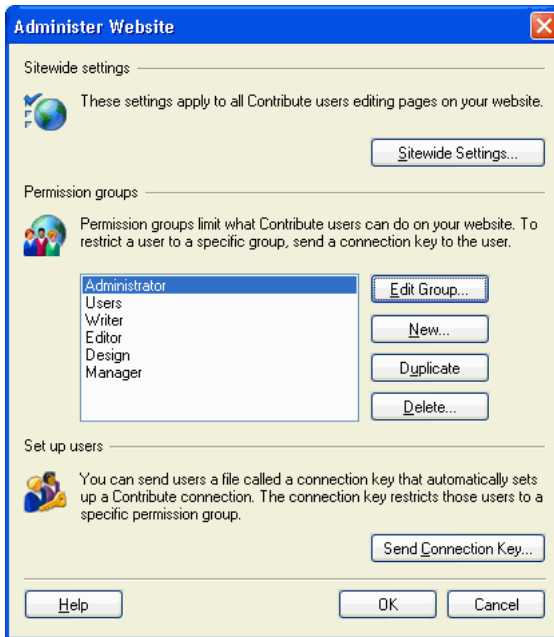 Administer Website
Sitewide settings
These settings apply to all Contribute users editing pages on your website.
Sitewide Settings...
Permission groups
Permission groups limit what Contribute users can do on your website. To
restrict a user to a specific group, send a connection key to the user.
Administrator
Users
Writer
Editor
Design
Manager
Edit Group...
New...
Duplicate
Delete...
Set up users
You can send users a file called a connection key that automatically sets
up a Contribute connection. The connection key restricts those users to a
specific permission group.
Send Connection Key...
Help
OK
Cancel